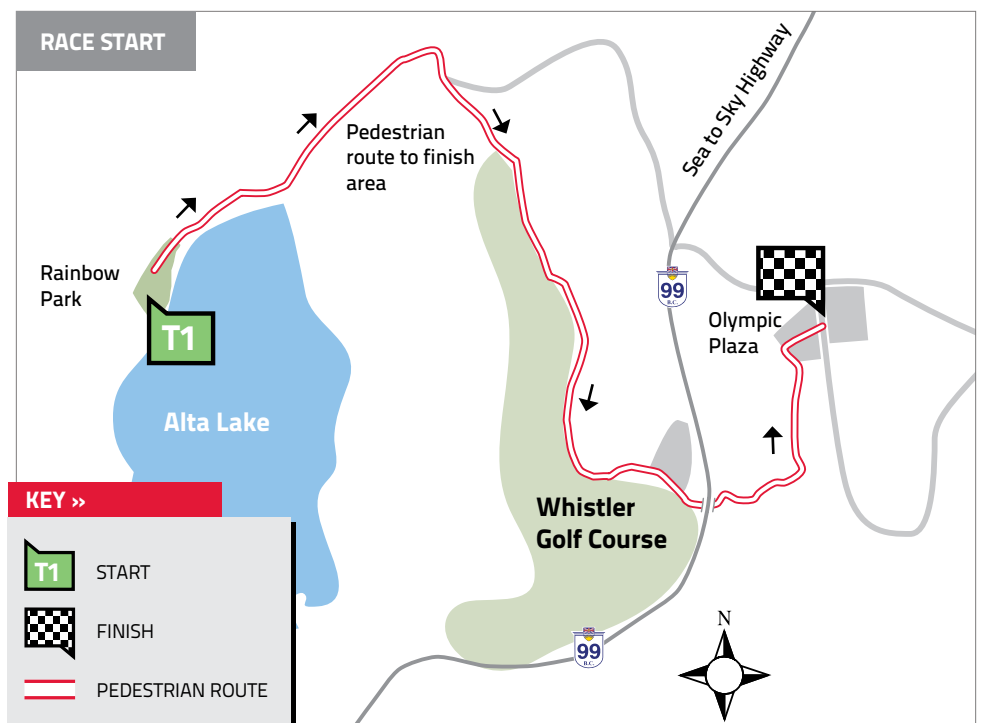 RACE START
Sea to Sky Highway
Pedestrian
route to finish
area
Rainbow
Park
99
B.C.
T1
Olympic
Plaza
Alta Lake
KEY »
Whistler
Golf Course
T1
START
FINISH
PEDESTRIAN ROUTE
99
B.C.
N